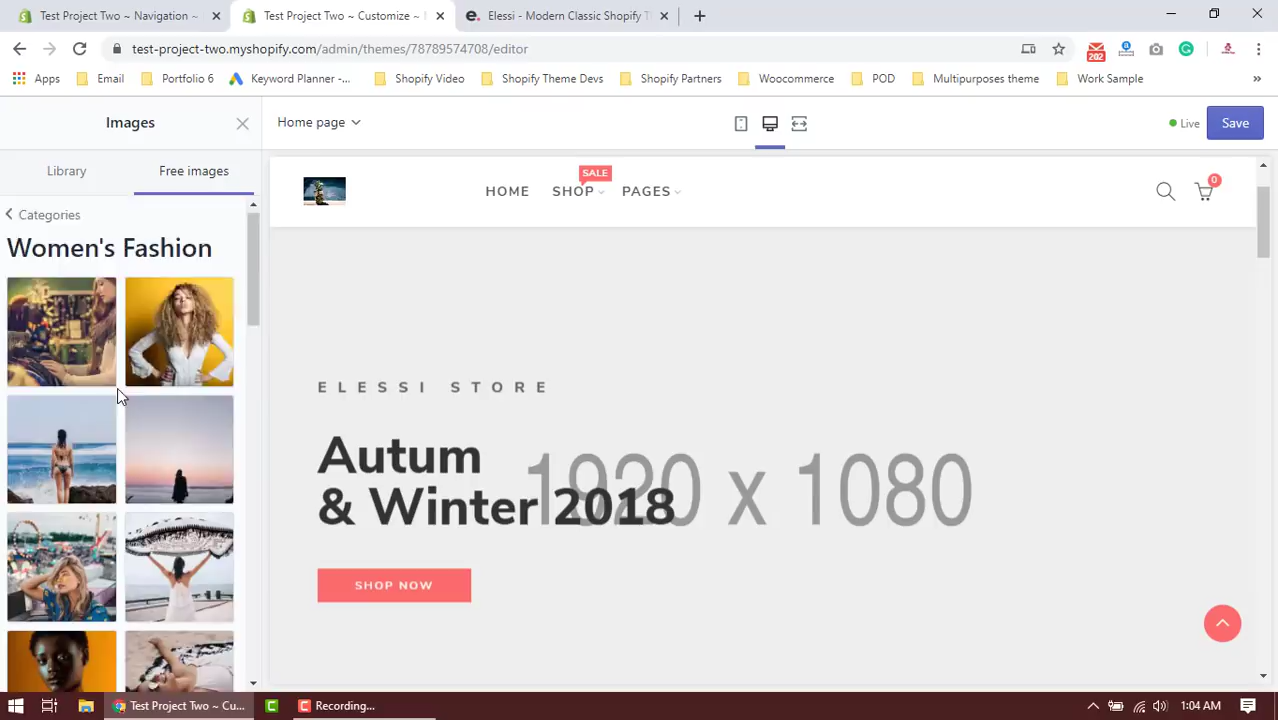 Test Project Two ~ Navigation ~
Test Project Two ~ Customize ~
Elessi - Modern Classic Shopify
test-project-two.myshopify.com/admin/themes/78789574708/editor
202
Apps
Email
Portfolio 6
Keyword Planner -...
Shopify Video
Shopify Theme Devs
Shopify Partners
Woocommerce
POD
Multipurposes theme
Work Sample
Images
Home page
Live
Save
Library
Free images
SALE
HOME
SHOP
PAGES
0
Categories
Women's Fashion
ELESSI STORE
Autum
& Winter 2018
1920 x 1080
SHOP NOW
Test Project Two ~ Cu...
Recording...
1:04 AM